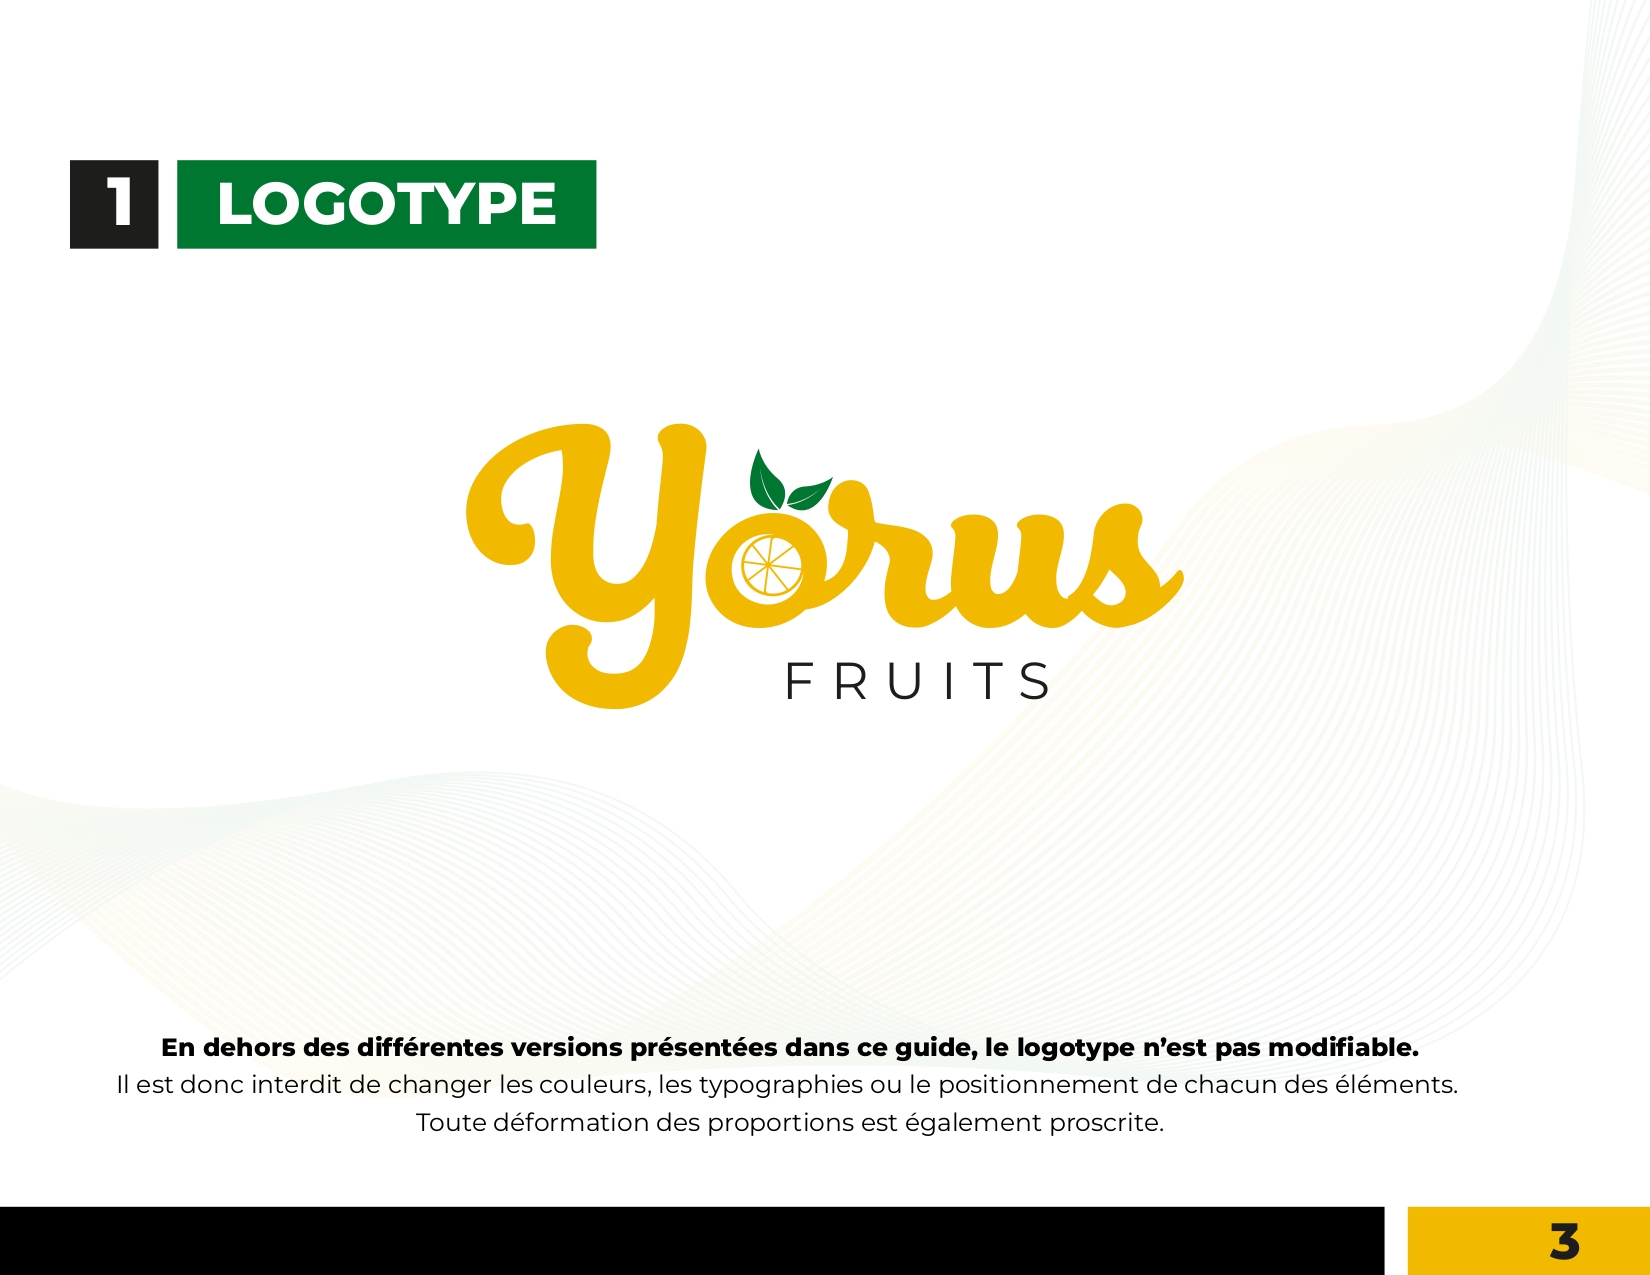 1 LOGOTYPE
Yorus
FRUITS
En dehors des différentes versions présentées dans ce guide, le logotype n’est pas modifiable.
Il est donc interdit de changer les couleurs, les typographies ou le positionnement de chacun des éléments.
Toute déformation des proportions est également proscrite.
3